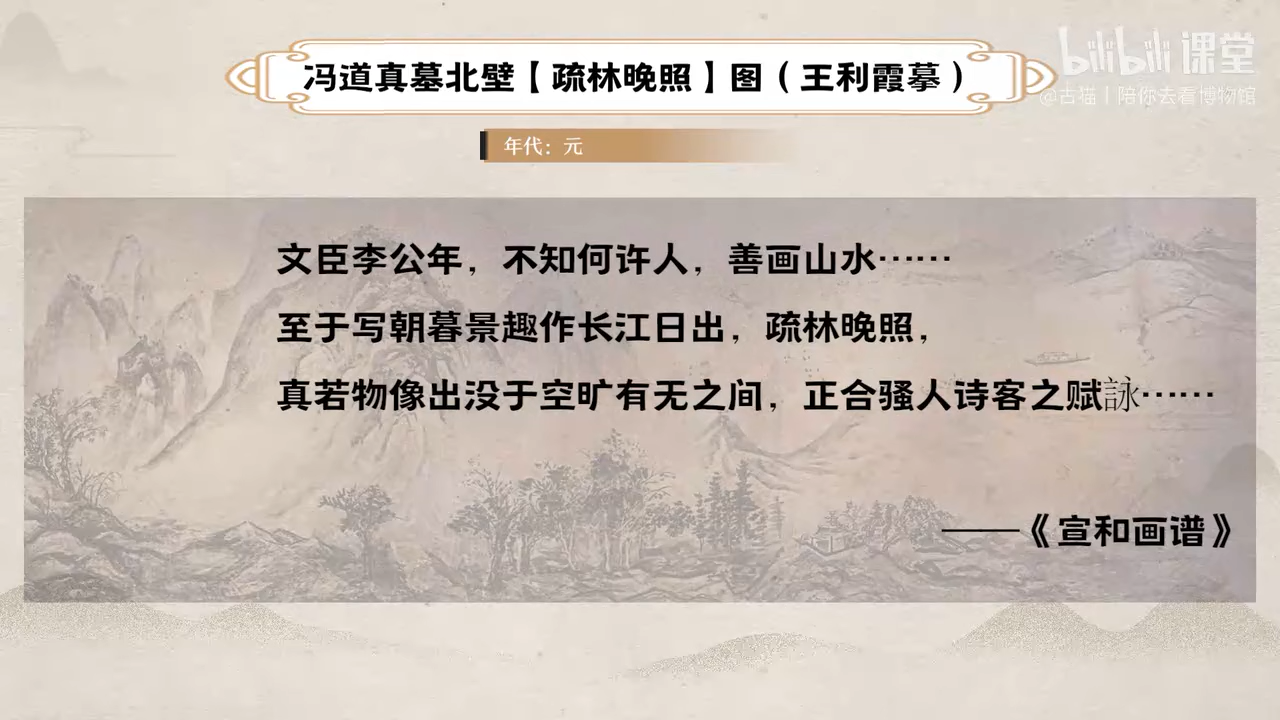 冯道真墓北壁【疏林晚照】图（王利霞摹）
bilibili课堂
@古猫丨陪你去看博物馆
年代：元
文臣李公年，不知何许人，善画山水……
至于写朝暮景趣作长江日出，疏林晚照，
真若物像出没于空旷有无之间，正合骚人诗客之赋詠……
——《宣和画谱》